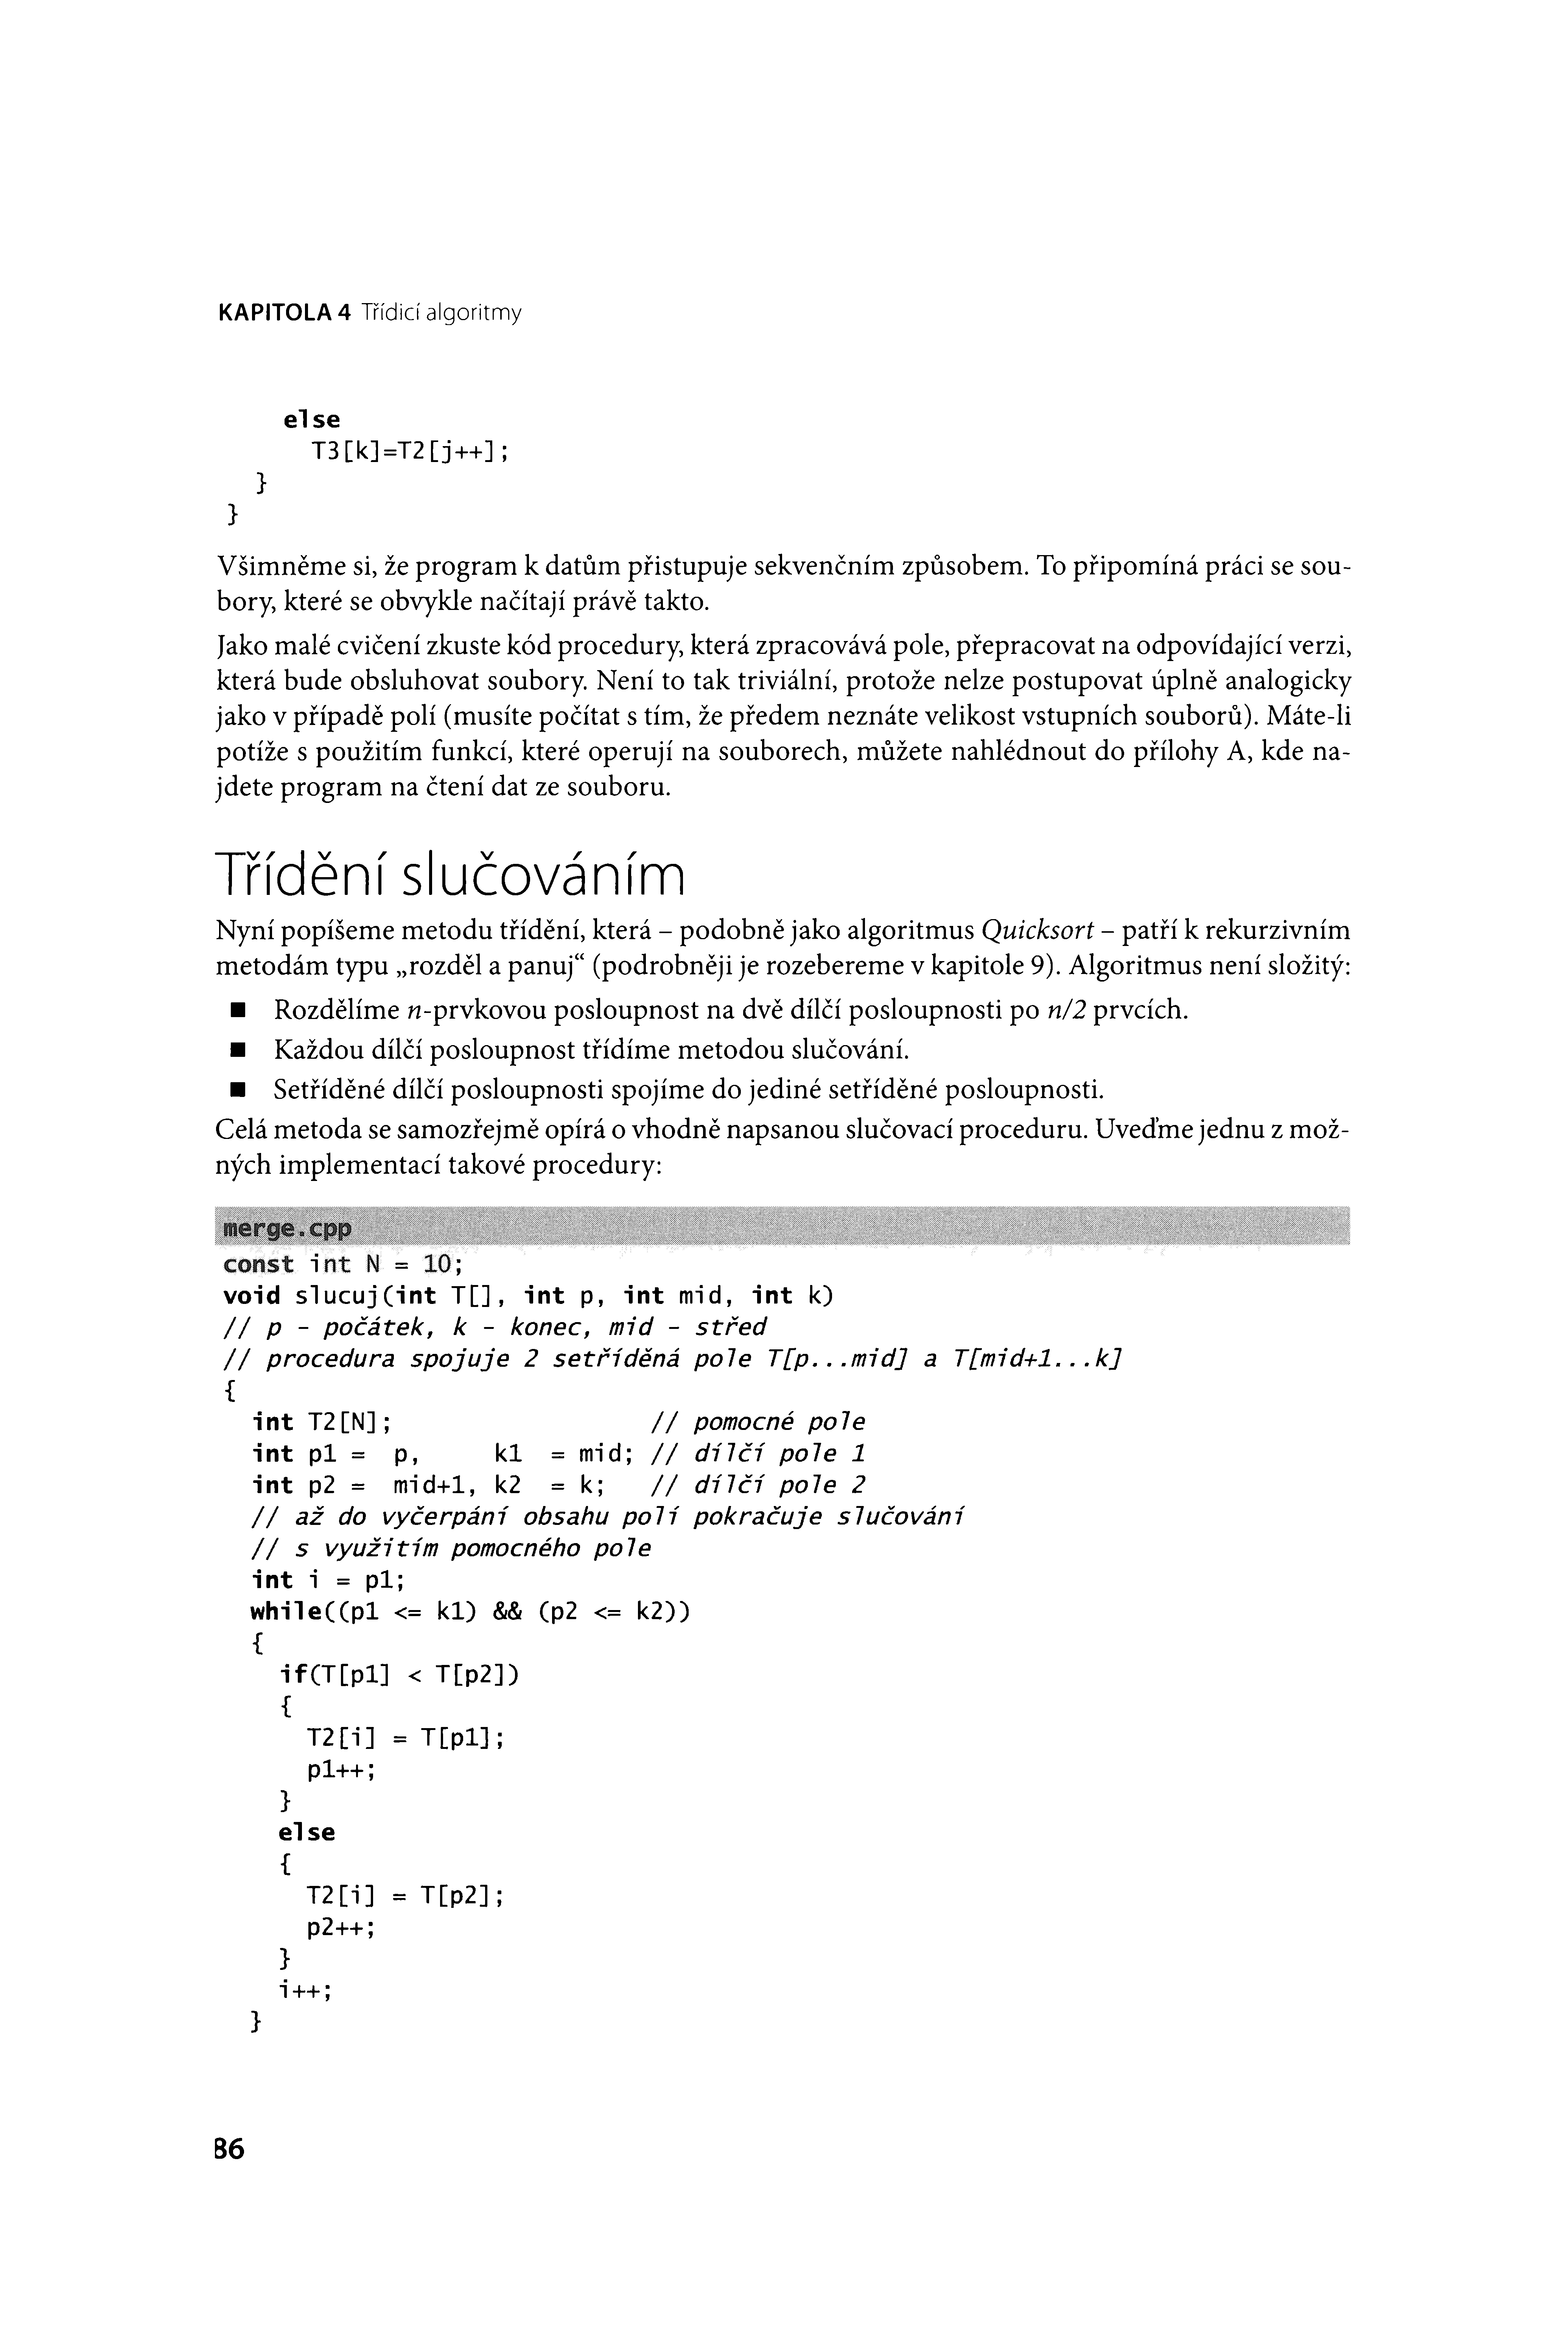 KAPITOLA 4 Třídicí algoritmy
else
T3[k]=T2[j++];
}
}
Všimněme si, že program k datům přistupuje sekvenčním způsobem. To připomíná práci se sou-
bory, které se obvykle načítají právě takto.
Jako malé cvičení zkuste kód procedury, která zpracovává pole, přepracovat na odpovídající verzi,
která bude obsluhovat soubory. Není to tak triviální, protože nelze postupovat úplně analogicky
jako v případě polí (musíte počítat s tím, že předem neznáte velikost vstupních souborů). Máte-li
potíže s použitím funkcí, které operují na souborech, můžete nahlédnout do přílohy A, kde na-
jdete program na čtení dat ze souboru.
Třídění slučováním
Nyní popíšeme metodu třídění, která – podobně jako algoritmus Quicksort – patří k rekurzivním
metodám typu „rozděl a panuj“ (podrobněji je rozebereme v kapitole 9). Algoritmus není složitý:
■ Rozdělíme n-prvkovou posloupnost na dvě dílčí posloupnosti po n/2 prvcích.
■ Každou dílčí posloupnost třídíme metodou slučování.
■ Setříděné dílčí posloupnosti spojíme do jediné setříděné posloupnosti.
Celá metoda se samozřejmě opírá o vhodně napsanou slučovací proceduru. Uveďme jednu z mož-
ných implementací takové procedury:
merge.cpp
const int N = 10;
void slucuj(int T[], int p, int mid, int k)
// p - počátek, k - konec, mid - střed
// procedura spojuje 2 setříděná pole T[p...mid] a T[mid+1...k]
{
int T2[N]; // pomocné pole
int p1 = p, k1 = mid; // dílčí pole 1
int p2 = mid+1, k2 = k; // dílčí pole 2
// až do vyčerpání obsahu polí pokračuje slučování
// s využitím pomocného pole
int i = p1;
while((p1 <= k1) && (p2 <= k2))
{
if(T[p1] < T[p2])
{
T2[i] = T[p1];
p1++;
}
else
{
T2[i] = T[p2];
p2++;
}
i++;
}
86